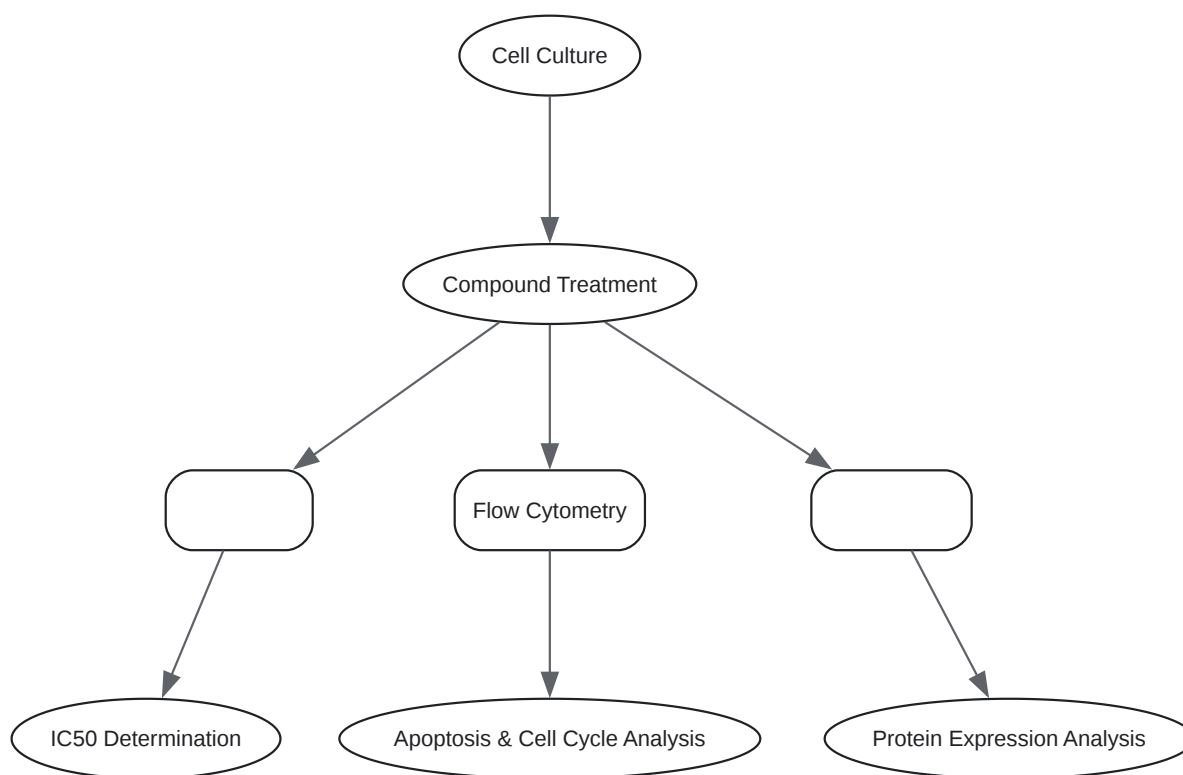 Cell Culture
Compound Treatment
Flow Cytometry
IC50 Determination
Apoptosis & Cell Cycle Analysis
Protein Expression Analysis